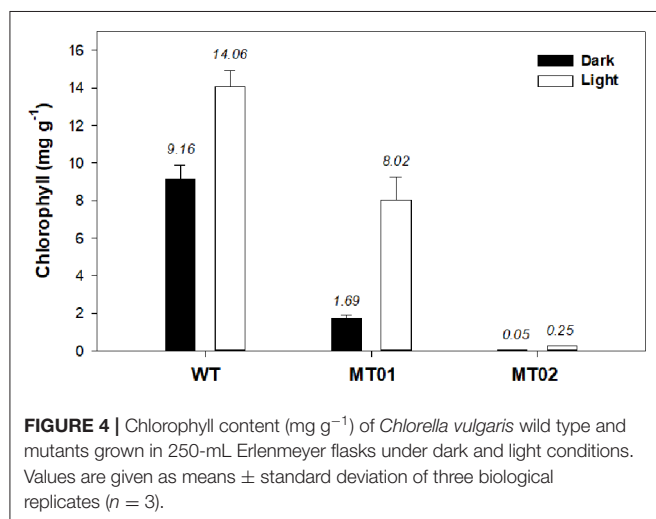 16
14
12
10
8
6
4
2
0
Chlorophyll (mg g⁻¹)
Dark
Light
9.16
14.06
1.69
8.02
0.05
0.25
WT
MT01
MT02
FIGURE 4 | Chlorophyll content (mg g⁻¹) of Chlorella vulgaris wild type and
mutants grown in 250-mL Erlenmeyer flasks under dark and light conditions.
Values are given as means ± standard deviation of three biological
replicates (n = 3).